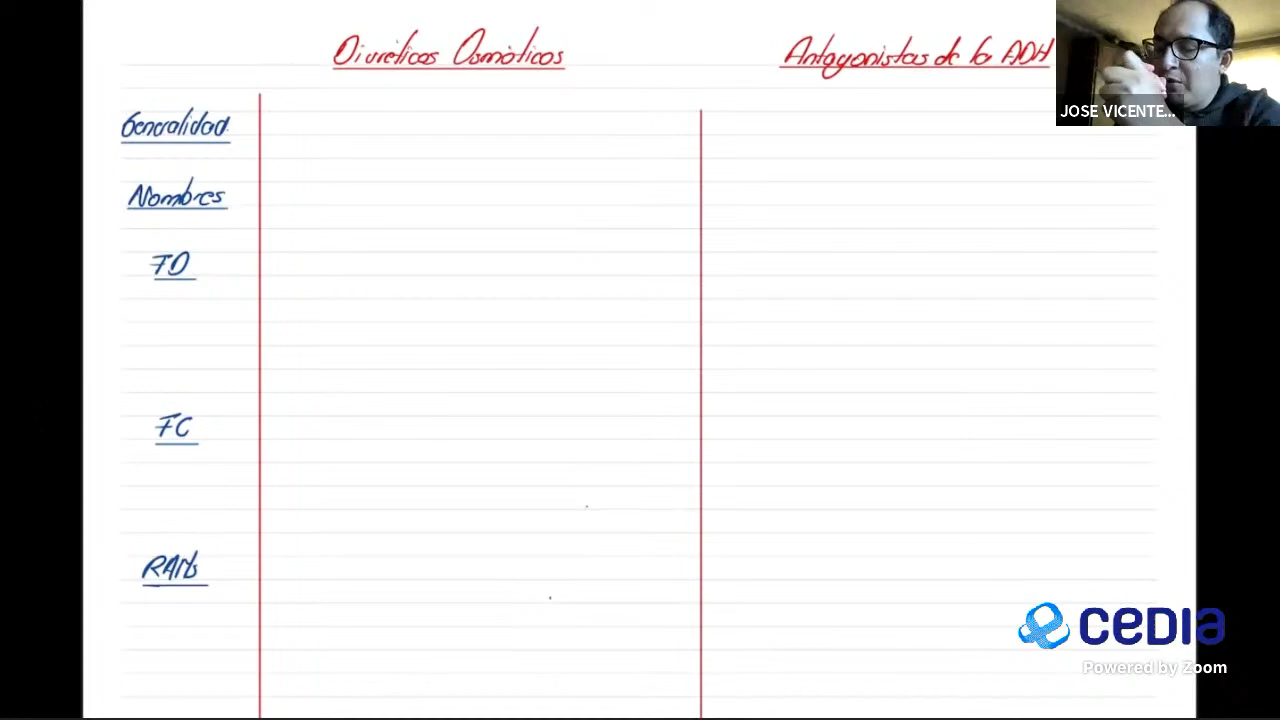 Diuréticos Osmóticos
Antagonistas de la ADH
JOSE VICENTE...
Generalidad
Nombres
FD
FC
RAMs
cedia
Powered by Zoom